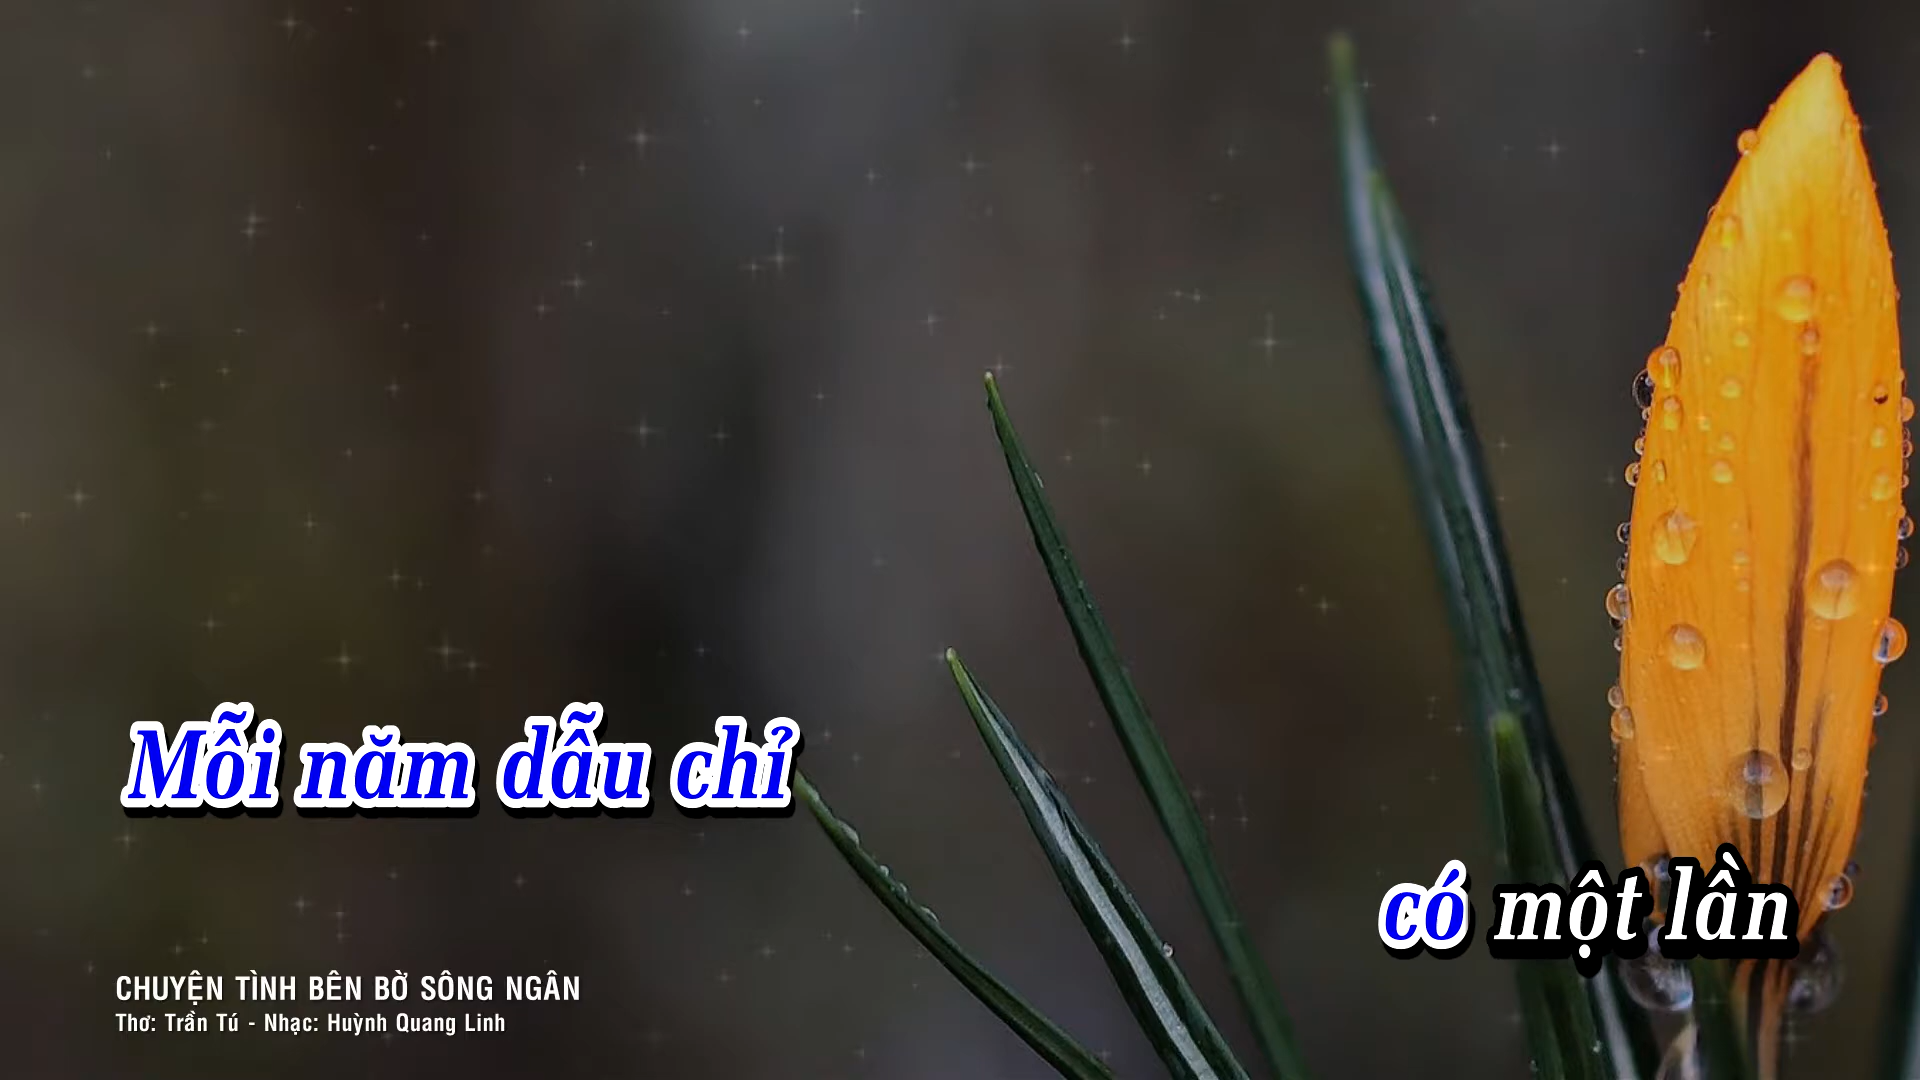 Mỗi năm dẫu chỉ
có một lần
CHUYỆN TÌNH BÊN BỜ SÔNG NGÂN
Thơ: Trần Tú - Nhạc: Huỳnh Quang Linh